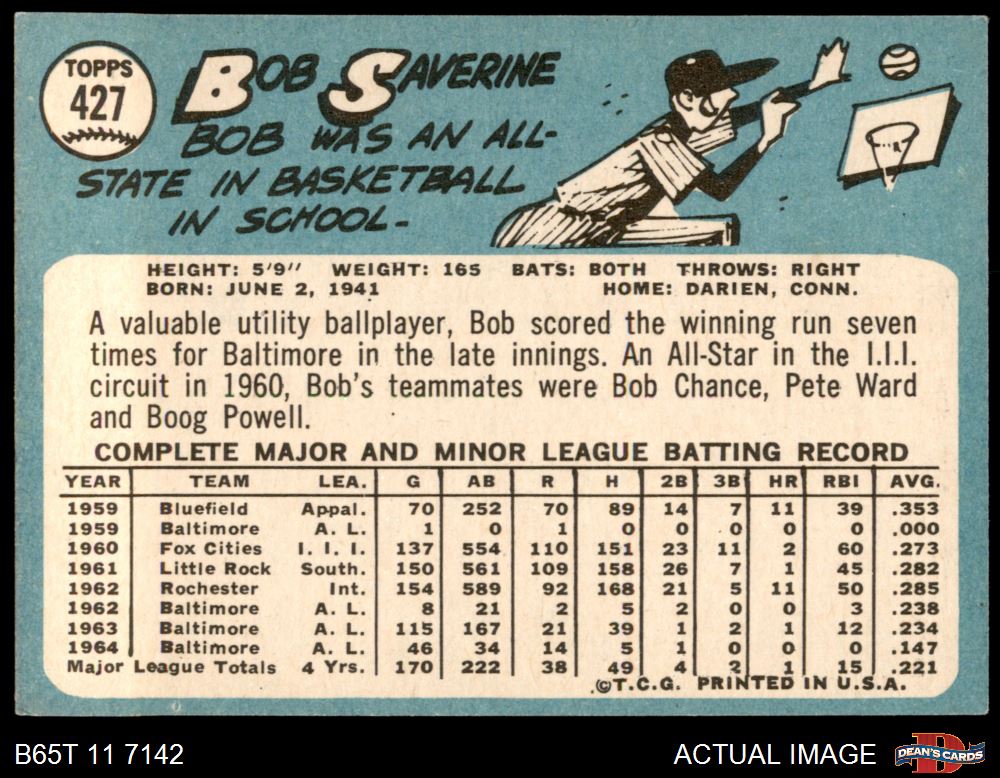 TOPPS
427
BOB SAVERINE
BOB WAS AN ALL-
STATE IN BASKETBALL
IN SCHOOL-
HEIGHT: 5'9" WEIGHT: 165 BATS: BOTH THROWS: RIGHT
BORN: JUNE 2, 1941 HOME: DARIEN, CONN.
A valuable utility ballplayer, Bob scored the winning run seven
times for Baltimore in the late innings. An All-Star in the I.I.I.
circuit in 1960, Bob's teammates were Bob Chance, Pete Ward
and Boog Powell.
COMPLETE MAJOR AND MINOR LEAGUE BATTING RECORD
YEAR TEAM LEA. G AB R H 2B 3B HR RBI AVG.
1959 Bluefield Appal. 70 252 70 89 14 7 11 39 .353
1959 Baltimore A. L. 1 0 1 0 0 0 0 0 .000
1960 Fox Cities I. I. I. 137 554 110 151 23 11 2 60 .273
1961 Little Rock South. 150 561 109 158 26 7 1 45 .282
1962 Rochester Int. 154 589 92 168 21 5 11 50 .285
1962 Baltimore A. L. 8 21 2 5 2 0 0 3 .238
1963 Baltimore A. L. 115 167 21 39 1 2 1 12 .234
1964 Baltimore A. L. 46 34 14 5 1 0 0 0 .147
Major League Totals 4 Yrs. 170 222 38 49 4 2 1 15 .221
©T.C.G. PRINTED IN U.S.A.
B65T 11 7142 ACTUAL IMAGE
DEAN'S CARDS